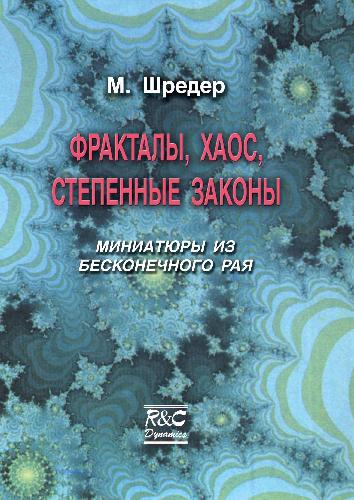 М. Шредер
ФРАКТАЛЫ, ХАОС,
СТЕПЕННЫЕ ЗАКОНЫ
МИНИАТЮРЫ ИЗ
БЕСКОНЕЧНОГО РАЯ
R&C
Dynamics